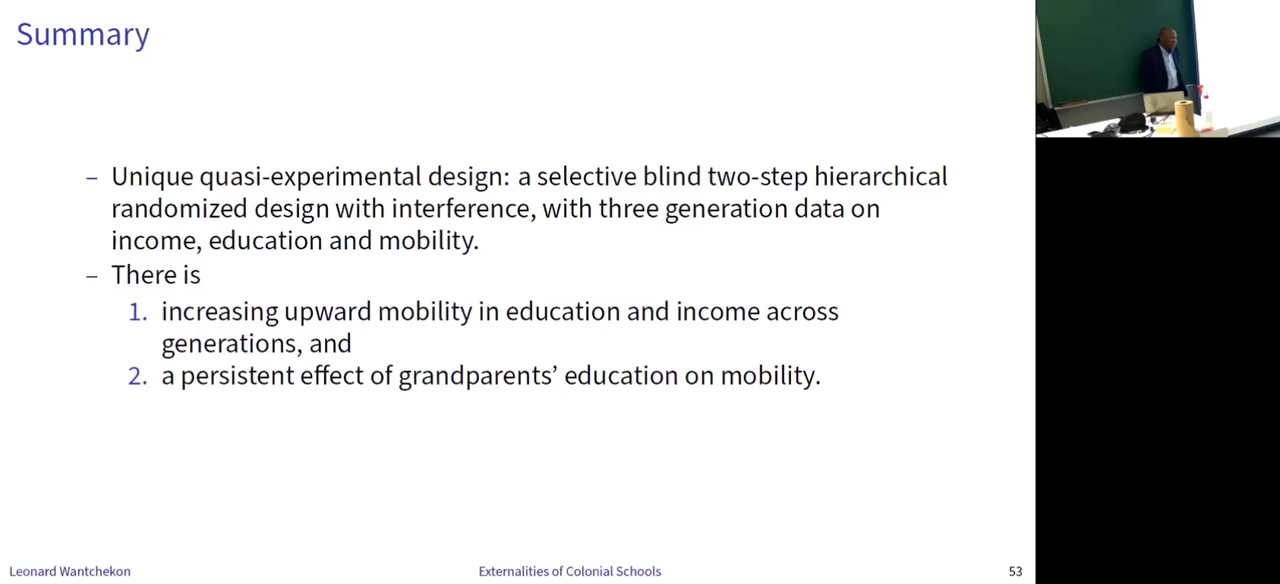 Summary
– Unique quasi-experimental design: a selective blind two-step hierarchical
randomized design with interference, with three generation data on
income, education and mobility.
– There is
1. increasing upward mobility in education and income across
generations, and
2. a persistent effect of grandparents’ education on mobility.
Leonard Wantchekon
Externalities of Colonial Schools
53